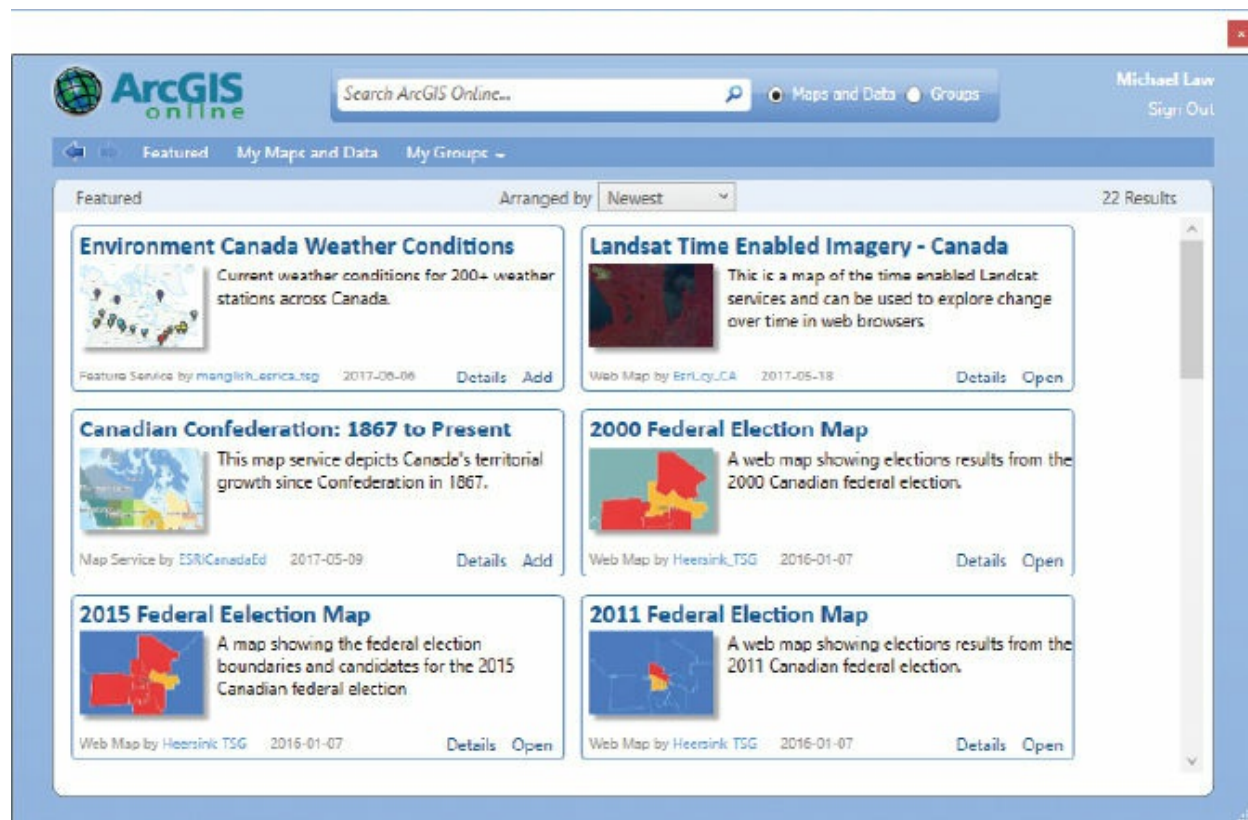 ArcGIS
online
Search ArcGIS Online...
Maps and Data
Groups
Michael Law
Sign Out
Featured
My Maps and Data
My Groups
Featured
Arranged by
Newest
22 Results
Environment Canada Weather Conditions
Current weather conditions for 200+ weather
stations across Canada.
Feature Service by menglish_esrica_tsg 2017-06-06 Details Add
Landsat Time Enabled Imagery - Canada
This is a map of the time enabled Landsat
services and can be used to explore change
over time in web browsers
Web Map by 2017-05-18 Details Open
Canadian Confederation: 1867 to Present
This map service depicts Canada's territorial
growth since Confederation in 1867.
Map Service by ESRICanadaEd 2017-05-09 Details Add
2000 Federal Election Map
A web map showing elections results from the
2000 Canadian federal election.
Web Map by Heersink_TSG 2016-01-07 Details Open
2015 Federal Eelection Map
A map showing the federal election
boundaries and candidates for the 2015
Canadian federal election
Web Map by Heersink_TSG 2016-01-07 Details Open
2011 Federal Election Map
A web map showing elections results from the
2011 Canadian federal election.
Web Map by Heersink_TSG 2016-01-07 Details Open